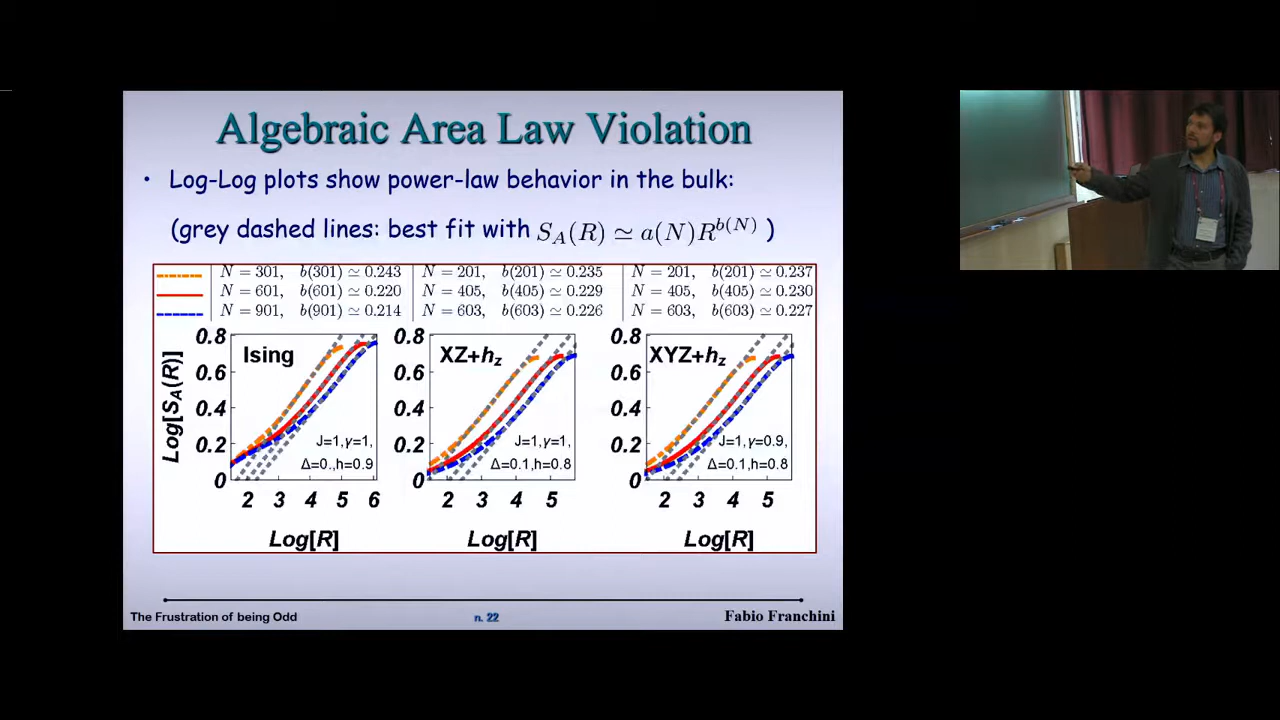 Algebraic Area Law Violation
• Log-Log plots show power-law behavior in the bulk:
(grey dashed lines: best fit with S_A(R) ≃ a(N)R^{b(N)} )
N = 301, b(301) ≃ 0.243 N = 201, b(201) ≃ 0.235 N = 201, b(201) ≃ 0.237
N = 601, b(601) ≃ 0.220 N = 405, b(405) ≃ 0.229 N = 405, b(405) ≃ 0.230
N = 901, b(901) ≃ 0.214 N = 603, b(603) ≃ 0.226 N = 603, b(603) ≃ 0.227
Log[S_A(R)]
0.8
0.6
0.4
0.2
0
Ising
J=1,γ=1,
Δ=0.,h=0.9
2 3 4 5 6
Log[R]
0.8
0.6
0.4
0.2
0
XZ+h_z
J=1,γ=1,
Δ=0.1,h=0.8
2 3 4 5
Log[R]
0.8
0.6
0.4
0.2
0
XYZ+h_z
J=1,γ=0.9,
Δ=0.1,h=0.8
2 3 4 5
Log[R]
The Frustration of being Odd n. 22 Fabio Franchini